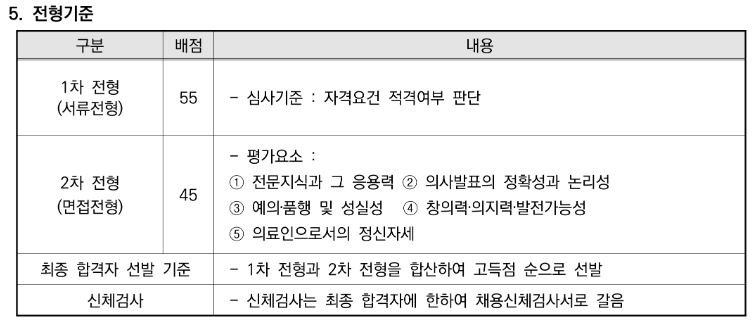 5. 전형기준
구분 배점 내용
1차 전형
(서류전형) 55 - 심사기준 : 자격요건 적격여부 판단
2차 전형
(면접전형) 45 - 평가요소 :
① 전문지식과 그 응용력 ② 의사발표의 정확성과 논리성
③ 예의·품행 및 성실성 ④ 창의력·의지력·발전가능성
⑤ 의료인으로서의 정신자세
최종 합격자 선발 기준 - 1차 전형과 2차 전형을 합산하여 고득점 순으로 선발
신체검사 - 신체검사는 최종 합격자에 한하여 채용신체검사서로 갈음